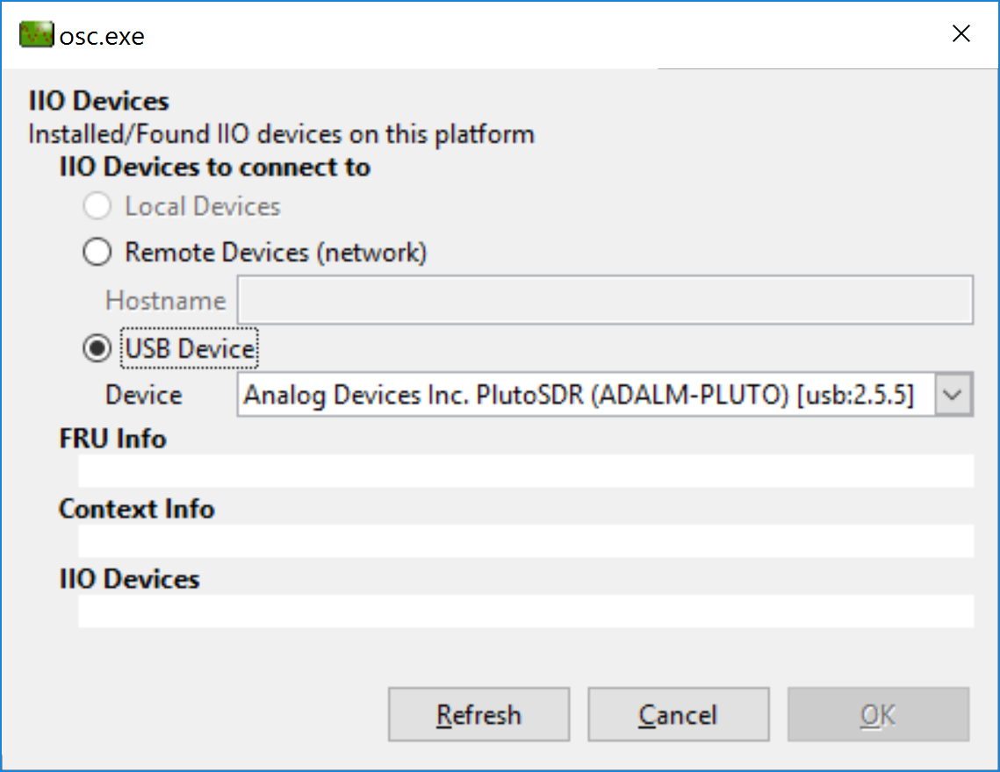 osc.exe
IIO Devices
Installed/Found IIO devices on this platform
IIO Devices to connect to
Local Devices
Remote Devices (network)
Hostname
USB Device
Device Analog Devices Inc. PlutoSDR (ADALM-PLUTO) [usb:2.5.5]
FRU Info
Context Info
IIO Devices
Refresh Cancel OK